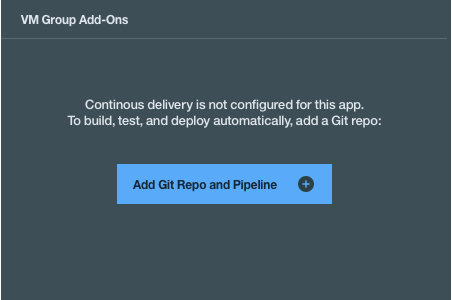 VM Group Add-Ons
Continous delivery is not configured for this app.
To build, test, and deploy automatically, add a Git repo:
Add Git Repo and Pipeline